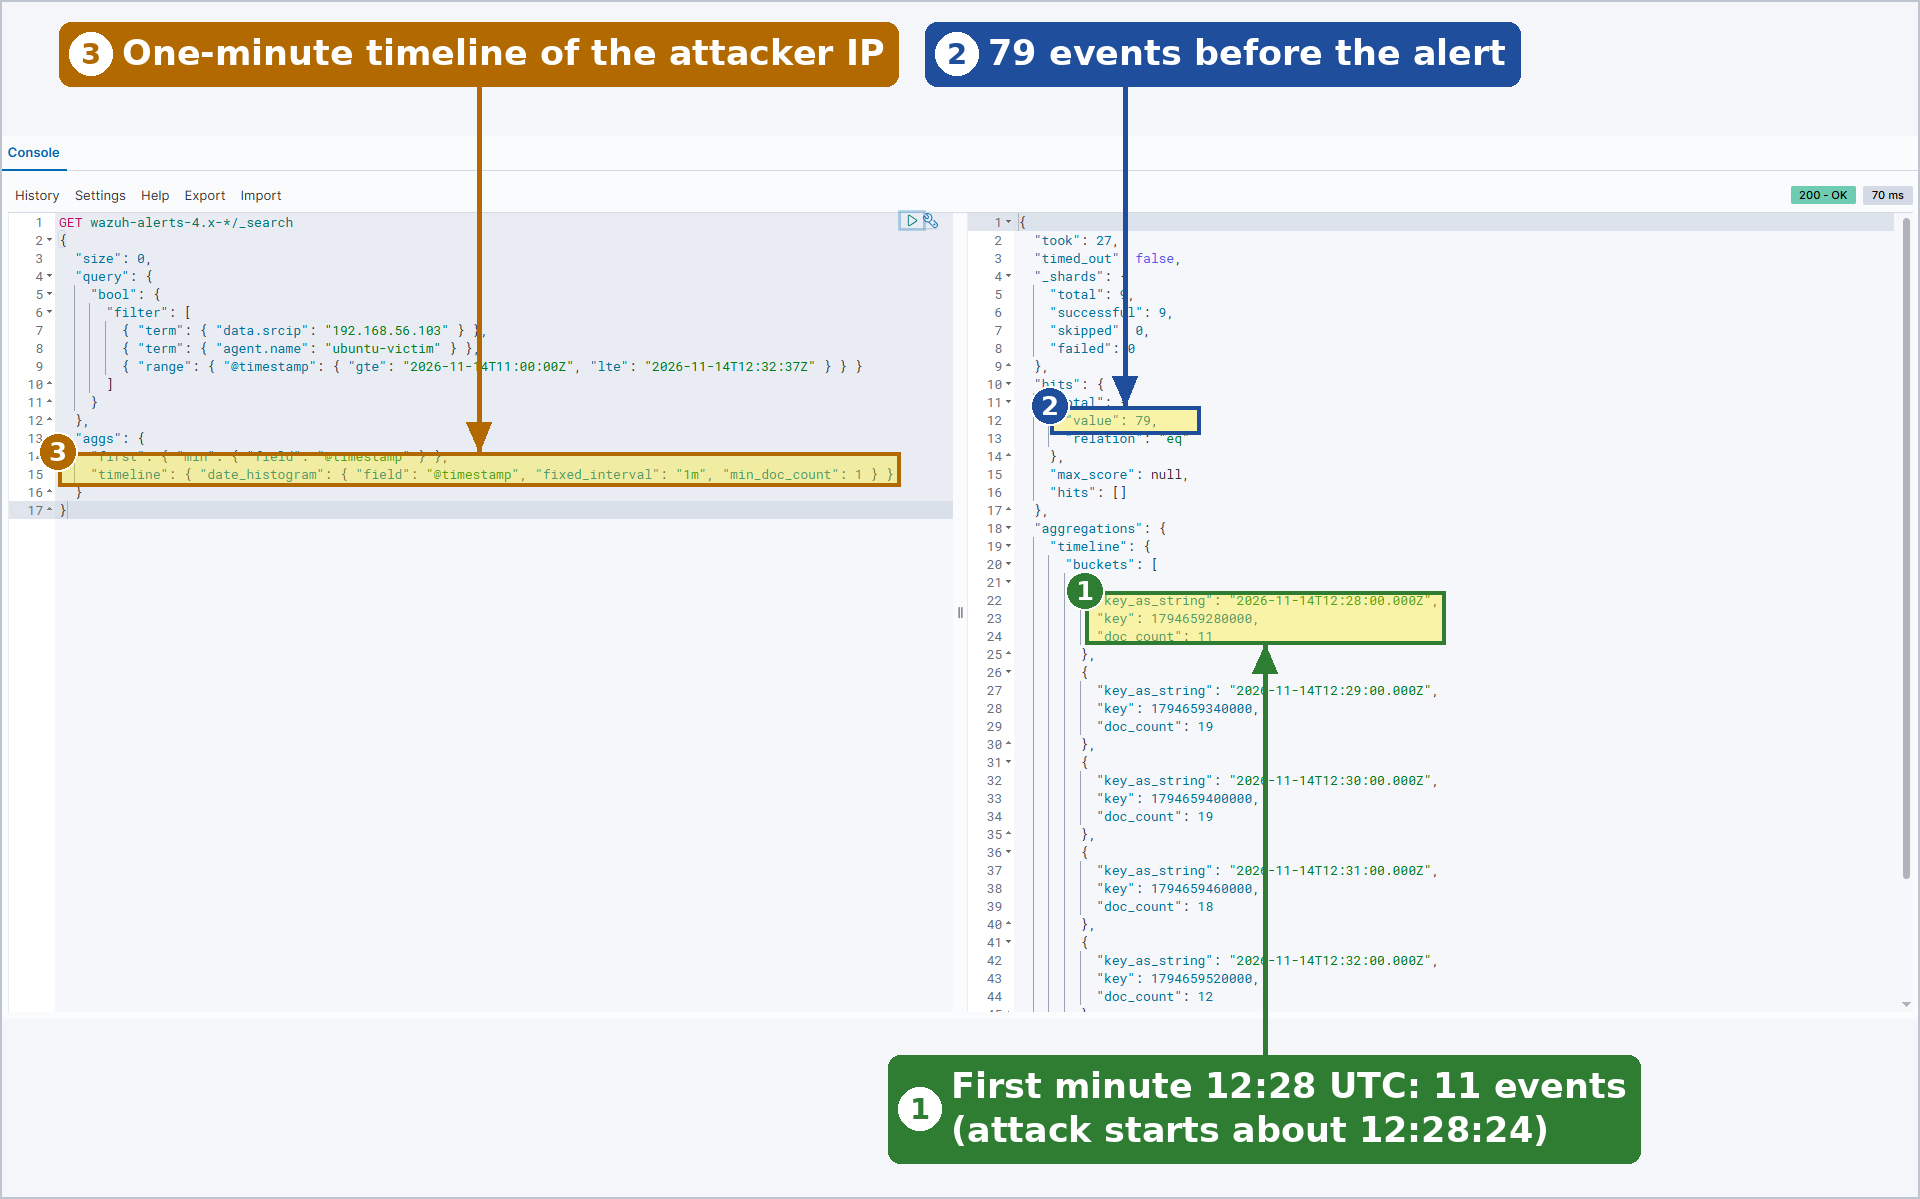 3 One-minute timeline of the attacker IP
2 79 events before the alert
Console
History Settings Help Export Import
200 - OK 70 ms
1 GET wazuh-alerts-4.x-*/_search
2 {
3 "size": 0,
4 "query": {
5 "bool": {
6 "filter": [
7 { "term": { "data.srcip": "192.168.56.103" } },
8 { "term": { "agent.name": "ubuntu-victim" } },
9 { "range": { "@timestamp": { "gte": "2026-11-14T11:00:00Z", "lte": "2026-11-14T12:32:37Z" } } }
10 ]
11 }
12 },
13 "aggs": {
3
14 "first": { "min": { "field": "@timestamp" } },
15 "timeline": { "date_histogram": { "field": "@timestamp", "fixed_interval": "1m", "min_doc_count": 1 } }
16 }
17 }
1 {
2 "took": 27,
3 "timed_out" false,
4 "_shards": {
5 "total": 9,
6 "successful": 9,
7 "skipped" 0,
8 "failed": 0
9 },
10 "hits": {
11 "total":
2
12 "value": 79,
13 "relation": "eq"
14 },
15 "max_score": null,
16 "hits": []
17 },
18 "aggregations": {
19 "timeline": {
20 "buckets": [
21
1
22 "key_as_string": "2026-11-14T12:28:00.000Z",
23 "key": 1794659280000,
24 "doc_count": 11
25 },
26 {
27 "key_as_string": "2026-11-14T12:29:00.000Z",
28 "key": 1794659340000,
29 "doc_count": 19
30 },
31 {
32 "key_as_string": "2026-11-14T12:30:00.000Z",
33 "key": 1794659400000,
34 "doc_count": 19
35 },
36 {
37 "key_as_string": "2026-11-14T12:31:00.000Z",
38 "key": 1794659460000,
39 "doc_count": 18
40 },
41 {
42 "key_as_string": "2026-11-14T12:32:00.000Z",
43 "key": 1794659520000,
44 "doc_count": 12
1 First minute 12:28 UTC: 11 events
(attack starts about 12:28:24)